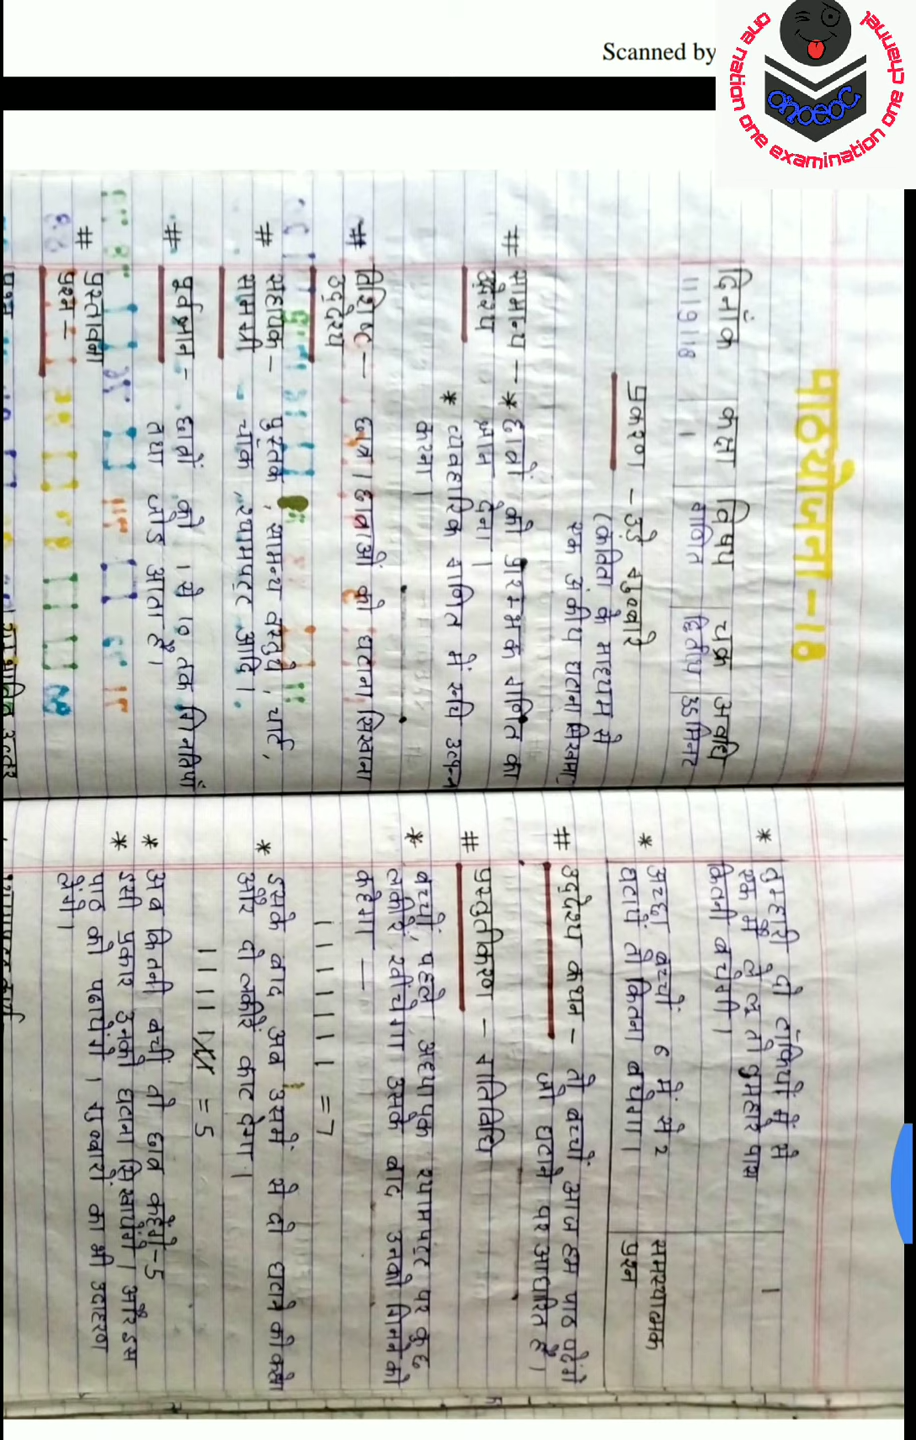 Scanned by
one nation one examination one channel
onoeoc
पाठयोजना -18
दिनांक कक्षा विषय चक्र अवधि
11/9/18 1 गणित द्वितीय 35 मिनट
प्रकरण - उड़े गुब्बारे
(कविता के माध्यम से
एक अंकीय घटाना सिखाना
# सामान्य - * छात्रों को प्रारम्भिक गणित का
उद्देश्य ज्ञान देना।
* व्यवहारिक गणित में रूचि उत्पन्न
करना।
# विशिष्ट - छात्र/छात्राओं को घटाना सिखाना
उद्देश्य
# सहायक - पुस्तक, सामान्य वस्तुएँ, चार्ट,
सामग्री - चाक, श्यामपट्ट आदि।
# पूर्वज्ञान - छात्रों को 1 से 10 तक गिनतियाँ
तथा जोड़ आता है।
# प्रस्तावना
प्रश्न -
* तुम्हारी दो टॉफियों में से
एक मैं ले लूं तो तुम्हारे पास
कितनी बचेगी। 1
* अच्छा बच्चों 6 में से 2 समस्यात्मक
घटायें तो कितना बचेगा। प्रश्न
# उद्देश्य कथन - तो बच्चों आज हम पाठ पढ़ेंगे
जो घटाने पर आधारित है।
# प्रस्तुतीकरण - गतिविधि
* बच्चों, पहले अध्यापक श्यामपट्ट पर कुछ
लकीरें खींचेगा उसके बाद उनको गिनने को
कहेगा -
| | | | | | | = 7
* इसके बाद अब उसमें से दो घटाने को कहेगा
और दो लकीरें काट देगा।
| | | | | = 5
* अब कितनी बची तो छात्र कहेंगे-5
* इसी प्रकार उनको घटाना सिखायेंगे। और इस
पाठ को पढायेंगे। गुब्बारों का भी उदाहरण
लेंगे।